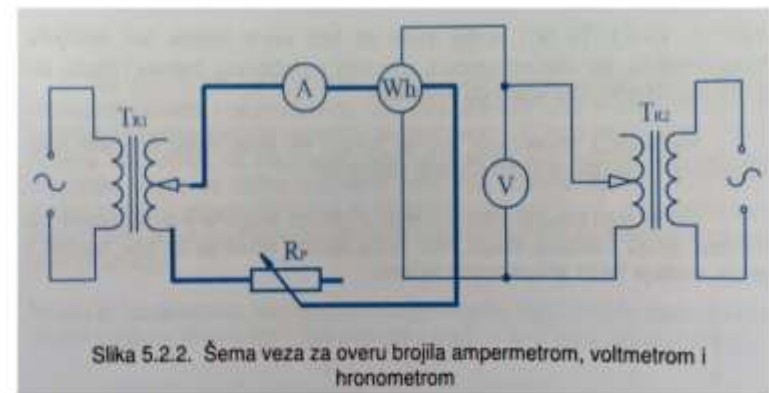 A
Wh
TR1
TR2
V
RP
Slika 5.2.2. Šema veza za overu brojila ampermetrom, voltmetrom i
hronometrom